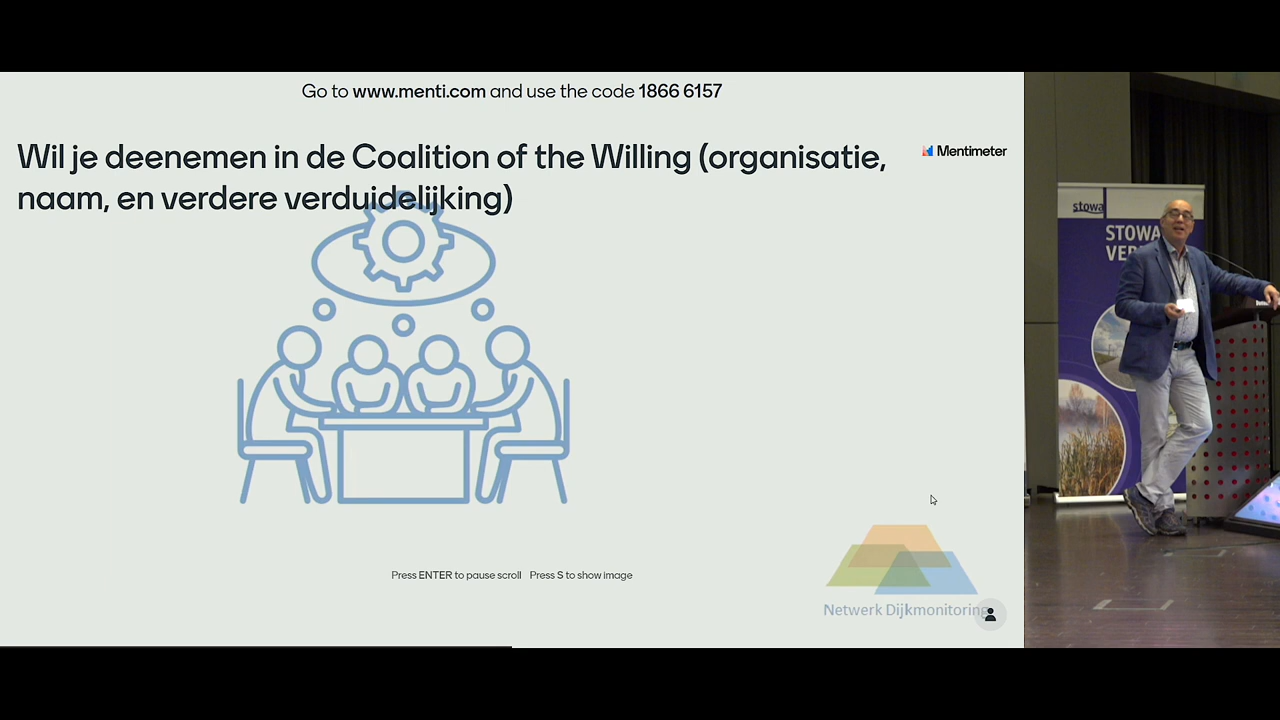 Go to www.menti.com and use the code 1866 6157
Wil je deenemen in de Coalition of the Willing (organisatie,
naam, en verdere verduidelijking)
Mentimeter
Press ENTER to pause scroll Press S to show image
Netwerk Dijkmonitoring
stowa
STOWA